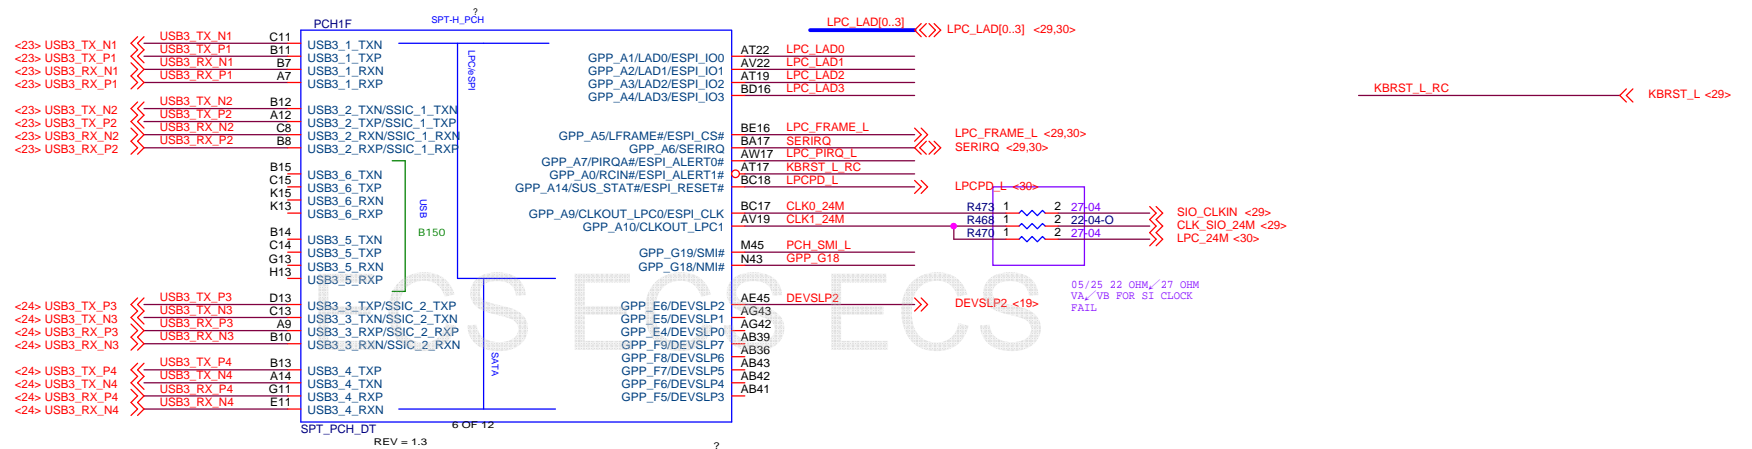 ?
PCH1F SPT-H_PCH
LPC_LAD[0..3] LPC_LAD[0..3] <29,30>
<23> USB3_TX_N1 USB3_TX_N1 C11 USB3_1_TXN
<23> USB3_TX_P1 USB3_TX_P1 B11 USB3_1_TXP
<23> USB3_RX_N1 USB3_RX_N1 B7 USB3_1_RXN
<23> USB3_RX_P1 USB3_RX_P1 A7 USB3_1_RXP
<23> USB3_TX_N2 USB3_TX_N2 B12 USB3_2_TXN/SSIC_1_TXN
<23> USB3_TX_P2 USB3_TX_P2 A12 USB3_2_TXP/SSIC_1_TXP
<23> USB3_RX_N2 USB3_RX_N2 C8 USB3_2_RXN/SSIC_1_RXN
<23> USB3_RX_P2 USB3_RX_P2 B8 USB3_2_RXP/SSIC_1_RXP
B15 USB3_6_TXN
C15 USB3_6_TXP
K15 USB3_6_RXN
K13 USB3_6_RXP
B14 USB3_5_TXN
C14 USB3_5_TXP
G13 USB3_5_RXN
H13 USB3_5_RXP
<24> USB3_TX_P3 USB3_TX_P3 D13 USB3_3_TXP/SSIC_2_TXP
<24> USB3_TX_N3 USB3_TX_N3 C13 USB3_3_TXN/SSIC_2_TXN
<24> USB3_RX_P3 USB3_RX_P3 A9 USB3_3_RXP/SSIC_2_RXP
<24> USB3_RX_N3 USB3_RX_N3 B10 USB3_3_RXN/SSIC_2_RXN
<24> USB3_TX_P4 USB3_TX_P4 B13 USB3_4_TXP
<24> USB3_TX_N4 USB3_TX_N4 A14 USB3_4_TXN
<24> USB3_RX_P4 USB3_RX_P4 G11 USB3_4_RXP
<24> USB3_RX_N4 USB3_RX_N4 E11 USB3_4_RXN
LPC/eSPI
USB
B150
SATA
GPP_A1/LAD0/ESPI_IO0 AT22 LPC_LAD0
GPP_A2/LAD1/ESPI_IO1 AV22 LPC_LAD1
GPP_A3/LAD2/ESPI_IO2 AT19 LPC_LAD2
GPP_A4/LAD3/ESPI_IO3 BD16 LPC_LAD3
GPP_A5/LFRAME#/ESPI_CS# BE16 LPC_FRAME_L LPC_FRAME_L <29,30>
GPP_A6/SERIRQ BA17 SERIRQ SERIRQ <29,30>
GPP_A7/PIRQA#/ESPI_ALERT0# AW17 LPC_PIRQ_L
GPP_A0/RCIN#/ESPI_ALERT1# AT17 KBRST_L_RC
GPP_A14/SUS_STAT#/ESPI_RESET# BC18 LPCPD_L LPCPD_L <30>
GPP_A9/CLKOUT_LPC0/ESPI_CLK BC17 CLK0_24M R473 1 2 27-04 SIO_CLKIN <29>
GPP_A10/CLKOUT_LPC1 AV19 CLK1_24M R468 1 2 22-04-O CLK_SIO_24M <29>
R470 1 2 27-04 LPC_24M <30>
GPP_G19/SMI# M45 PCH_SMI_L
GPP_G18/NMI# N43 GPP_G18
GPP_E6/DEVSLP2 AE45 DEVSLP2 DEVSLP2 <19>
GPP_E5/DEVSLP1 AG43
GPP_E4/DEVSLP0 AG42
GPP_F9/DEVSLP7 AB39
GPP_F8/DEVSLP6 AB36
GPP_F7/DEVSLP5 AB43
GPP_F6/DEVSLP4 AB42
GPP_F5/DEVSLP3 AB41
KBRST_L_RC KBRST_L <29>
05/25 22 OHM/27 OHM
VA/VB FOR SI CLOCK
FAIL
ECS ECS ECS
SPT_PCH_DT 6 OF 12
REV = 1.3
?